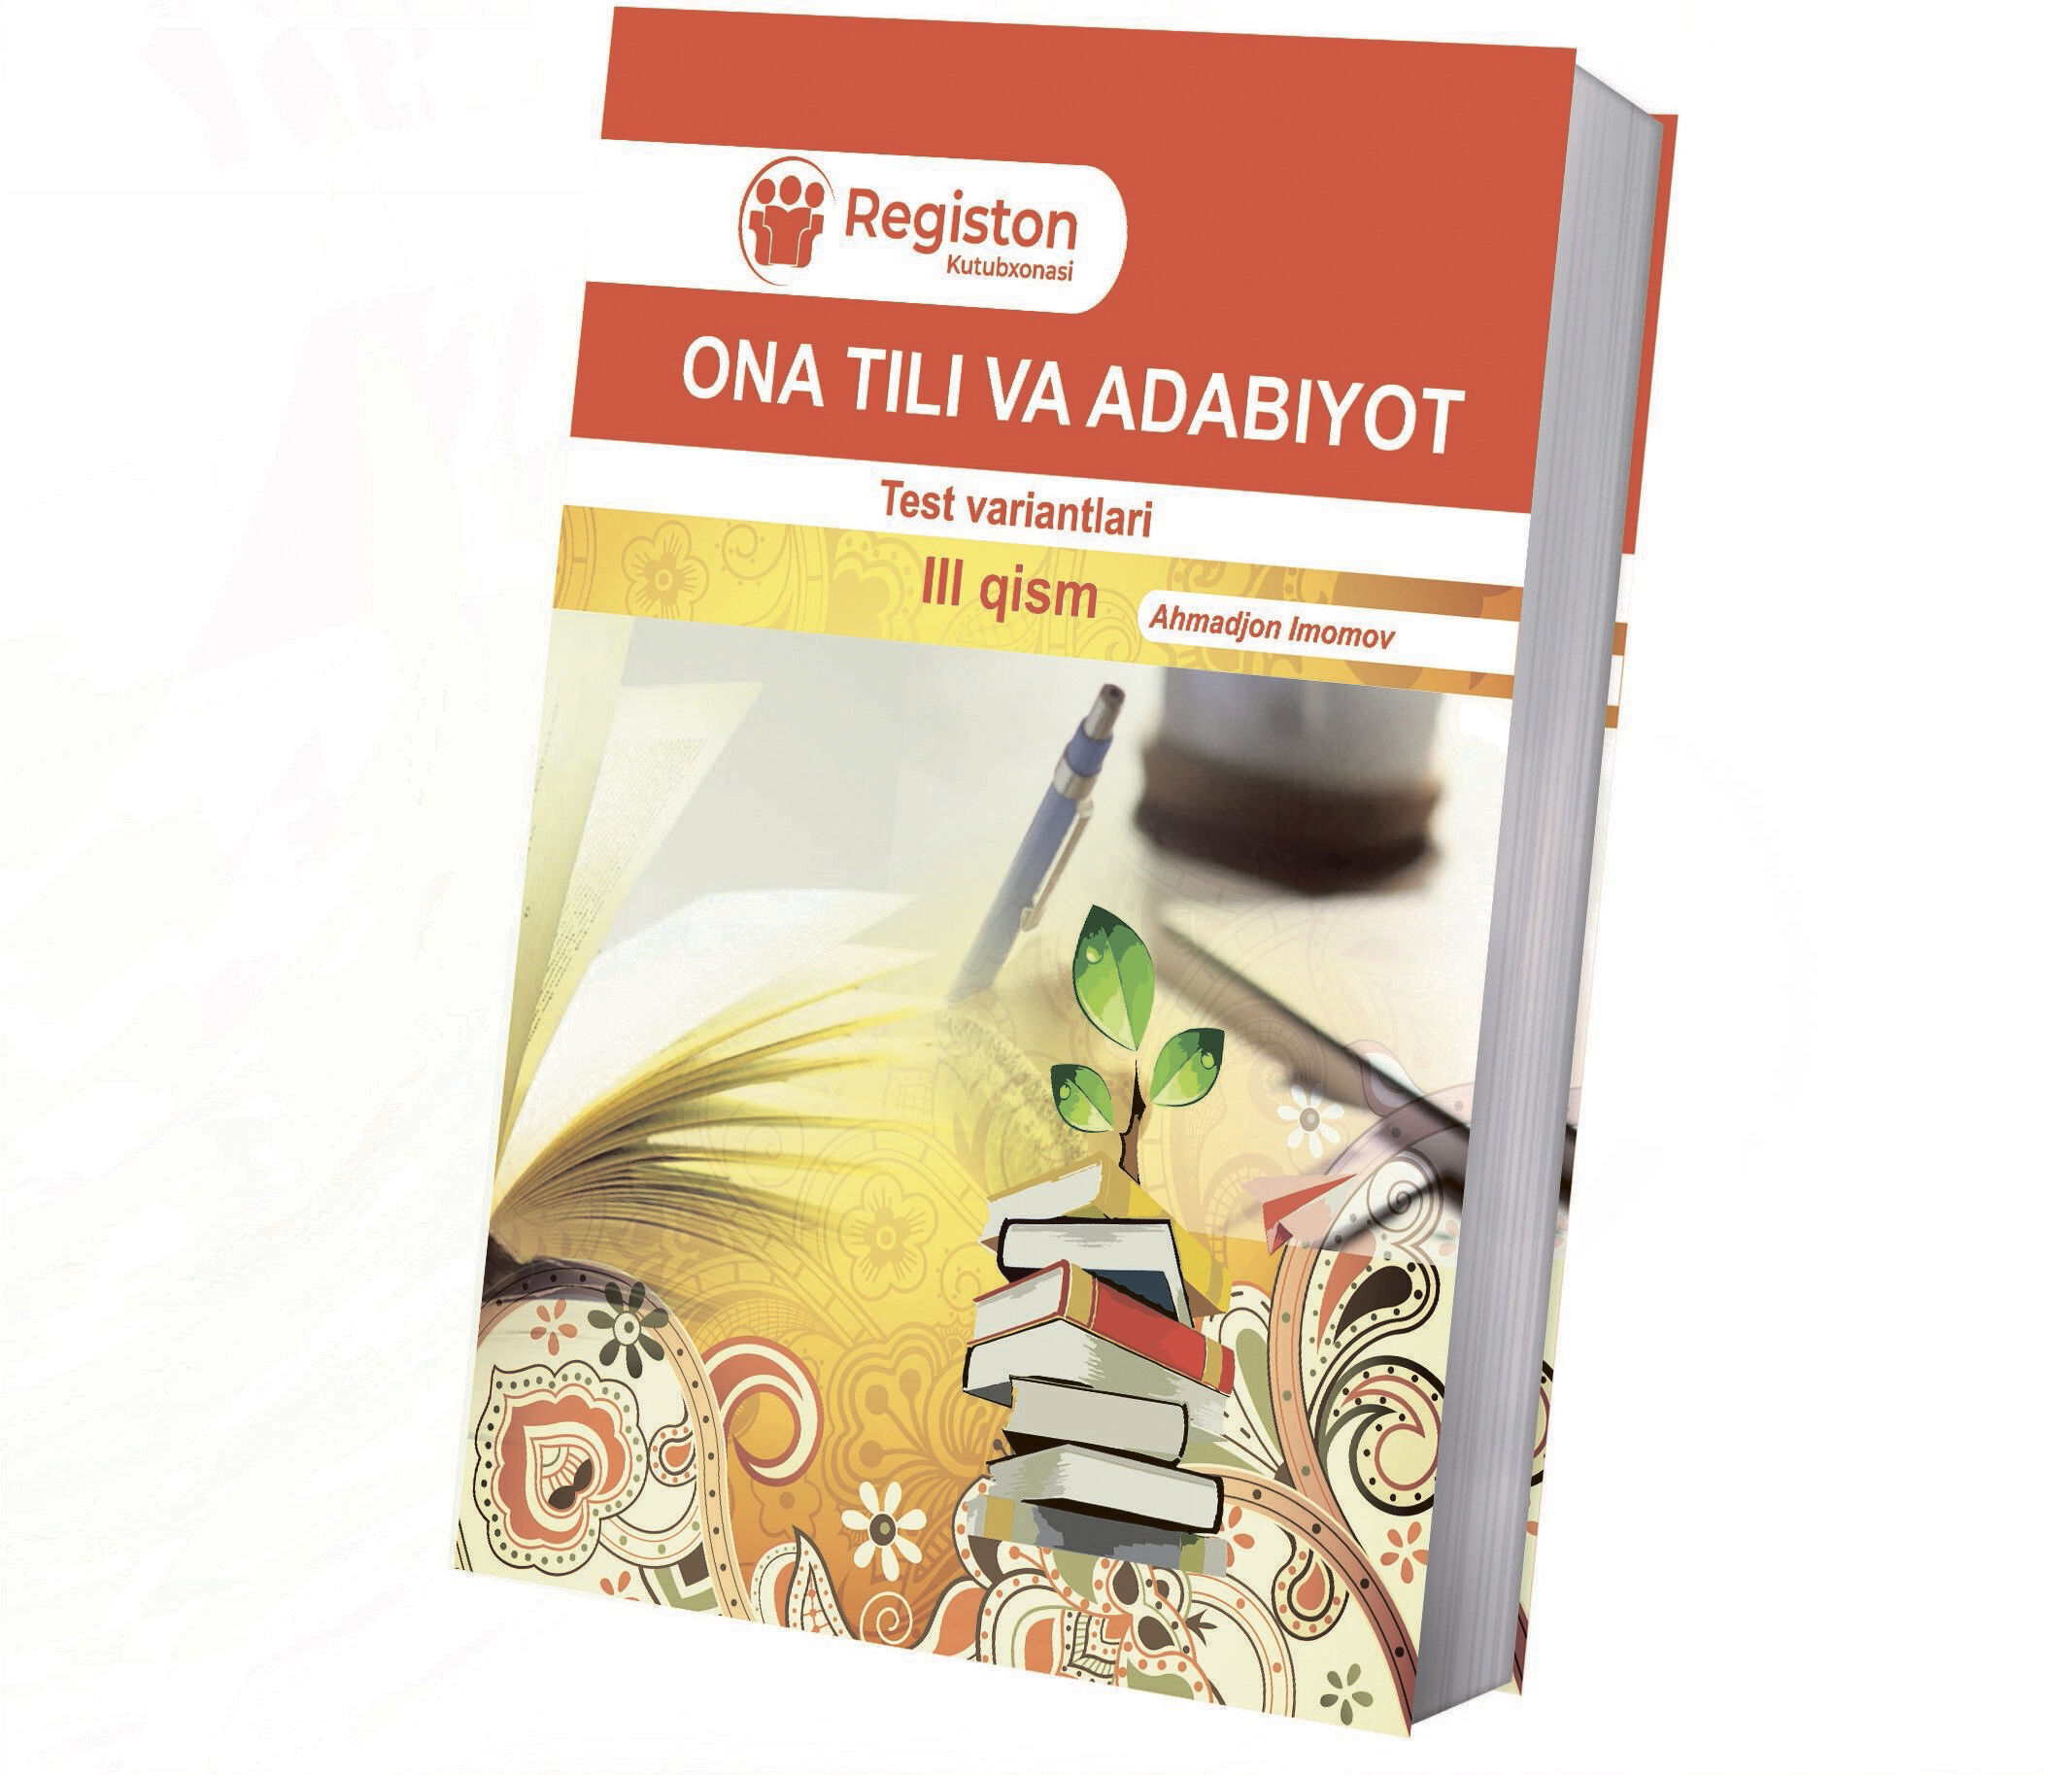 Registon
Kutubxonasi
ONA TILI VA ADABIYOT
Test variantlari
III qism
Ahmadjon Imomov